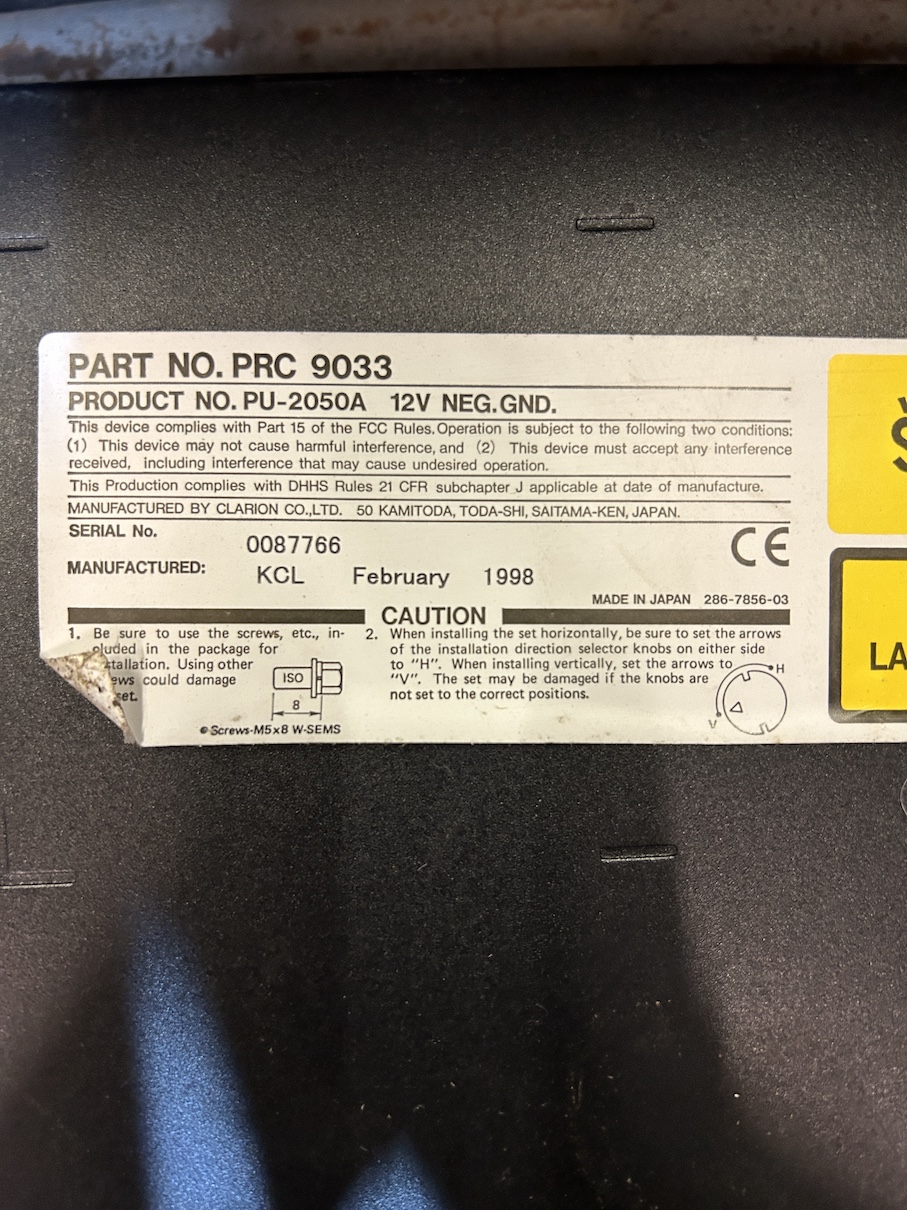 PART NO. PRC 9033
PRODUCT NO. PU-2050A 12V NEG.GND.
This device complies with Part 15 of the FCC Rules. Operation is subject to the following two conditions:
(1) This device may not cause harmful interference, and (2) This device must accept any interference
received, including interference that may cause undesired operation.
This Production complies with DHHS Rules 21 CFR subchapter J applicable at date of manufacture.
MANUFACTURED BY CLARION CO.,LTD. 50 KAMITODA, TODA-SHI, SAITAMA-KEN, JAPAN.
SERIAL No.
0087766
CE
MANUFACTURED:
KCL February 1998
MADE IN JAPAN 286-7856-03
CAUTION
1. Be sure to use the screws, etc., in-
cluded in the package for
tallation. Using other
ews could damage
set.
ISO
8
Screws-M5x8 W-SEMS
2. When installing the set horizontally, be sure to set the arrows
of the installation direction selector knobs on either side
to "H". When installing vertically, set the arrows to
"V". The set may be damaged if the knobs are
not set to the correct positions.
H
V
LA